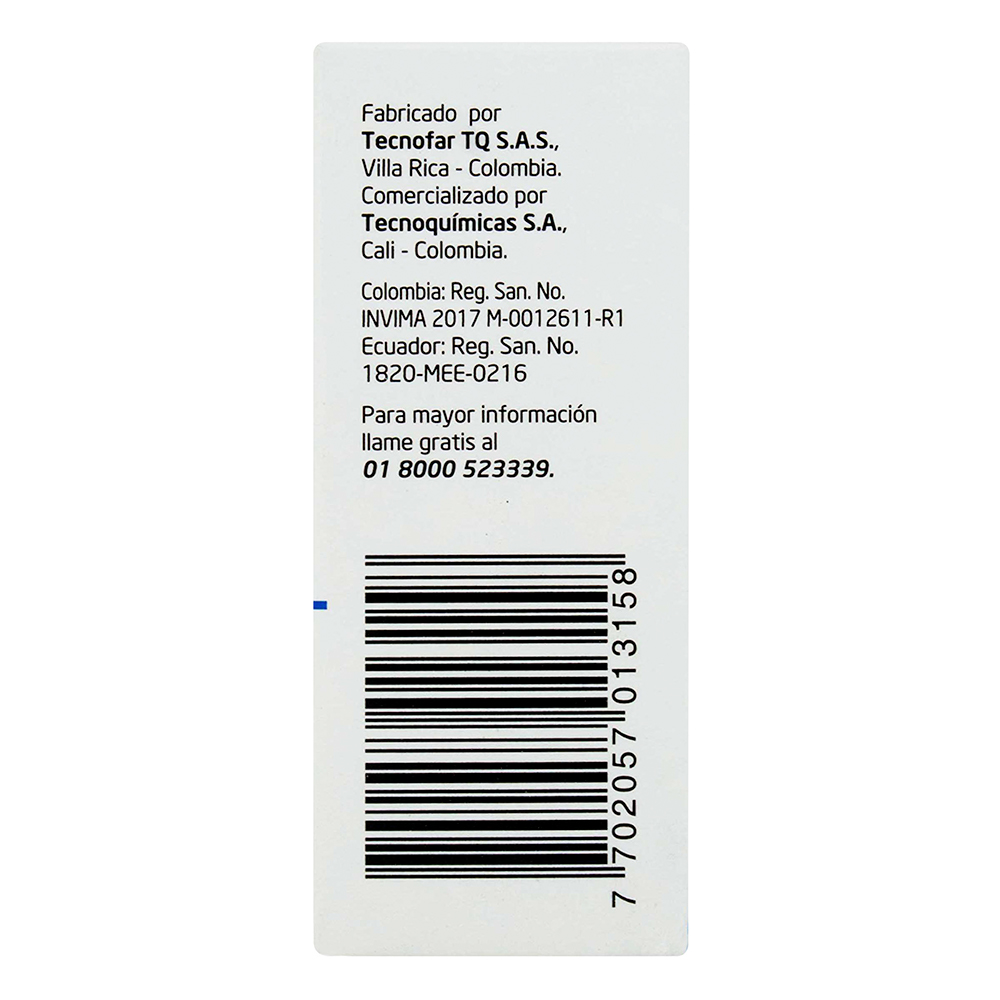 Fabricado por
Tecnofar TQ S.A.S.,
Villa Rica - Colombia.
Comercializado por
Tecnoquímicas S.A.,
Cali - Colombia.
Colombia: Reg. San. No.
INVIMA 2017 M-0012611-R1
Ecuador: Reg. San. No.
1820-MEE-0216
Para mayor información
llame gratis al
01 8000 523339.
7 702057 013158